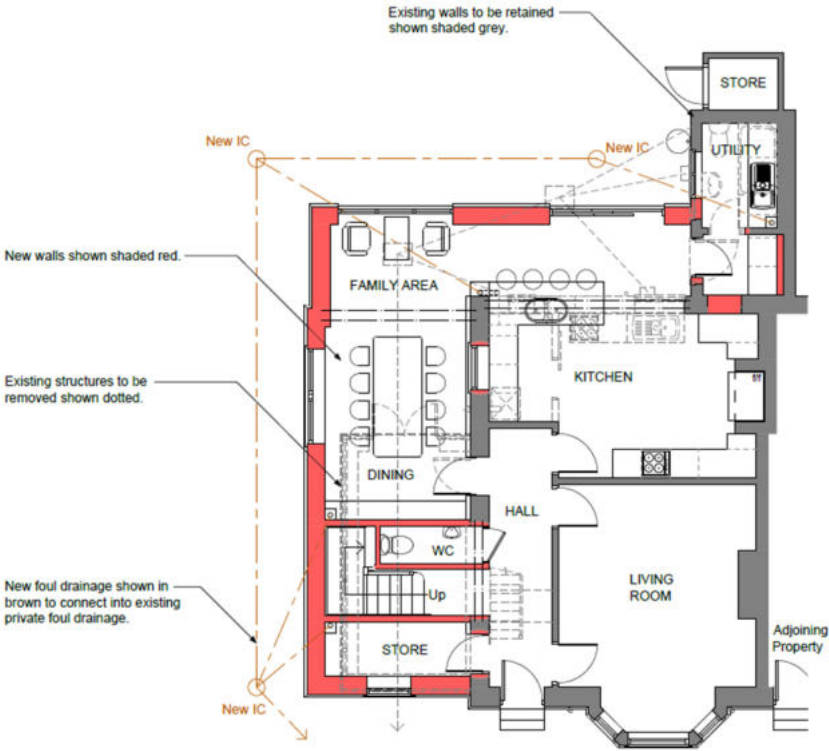 Existing walls to be retained
shown shaded grey.
STORE
New IC
New IC
UTILITY
New walls shown shaded red.
FAMILY AREA
Existing structures to be
removed shown dotted.
KITCHEN
DINING
HALL
WC
New foul drainage shown in
brown to connect into existing
private foul drainage.
Up
LIVING
ROOM
STORE
Adjoining
Property
New IC